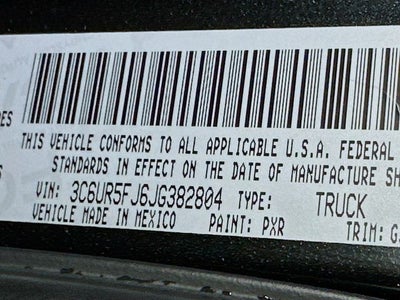 THIS VEHICLE CONFORMS TO ALL APPLICABLE U.S.A. FEDERAL
STANDARDS IN EFFECT ON THE DATE OF MANUFACTURE SH
VIN: 3C6UR5FJ6JG382804 TYPE: TRUCK
VEHICLE MADE IN MEXICO PAINT: PXR TRIM: G